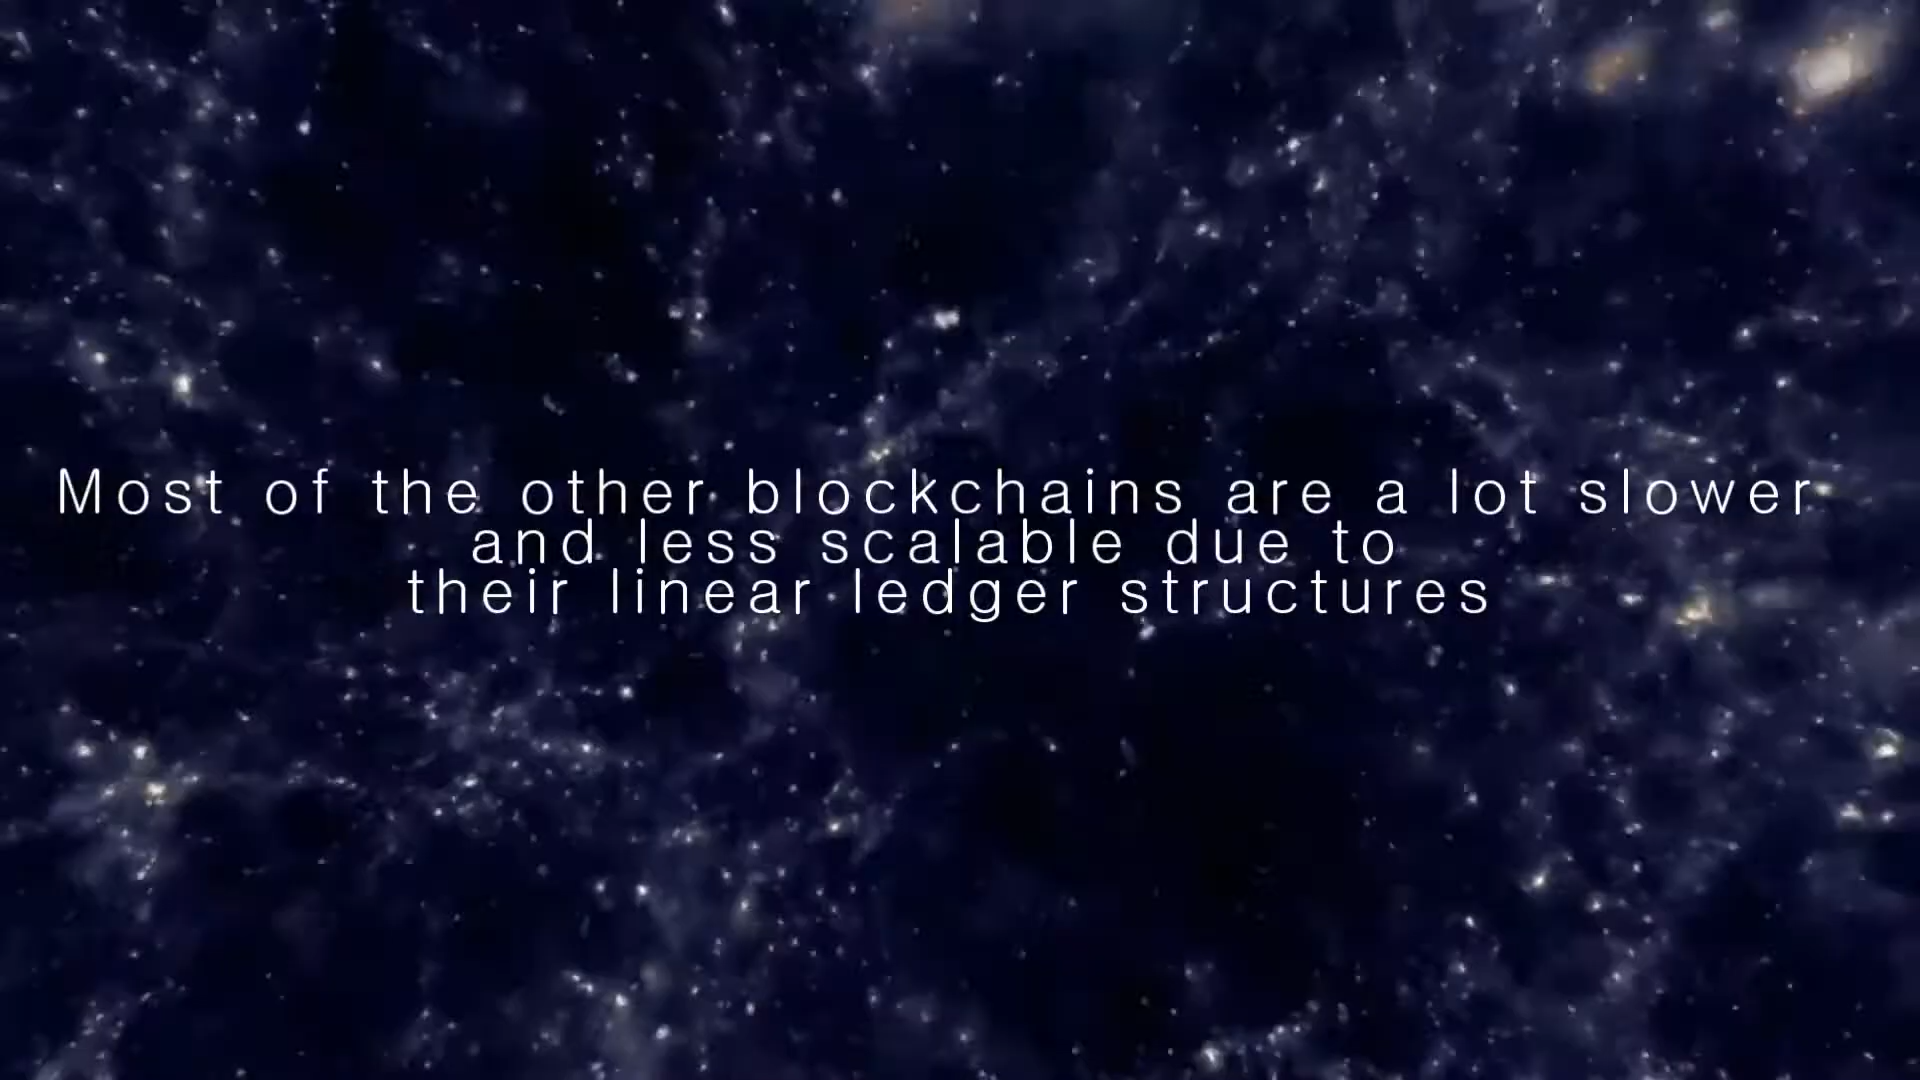 Most of the other blockchains are a lot slower
and less scalable due to
their linear ledger structures